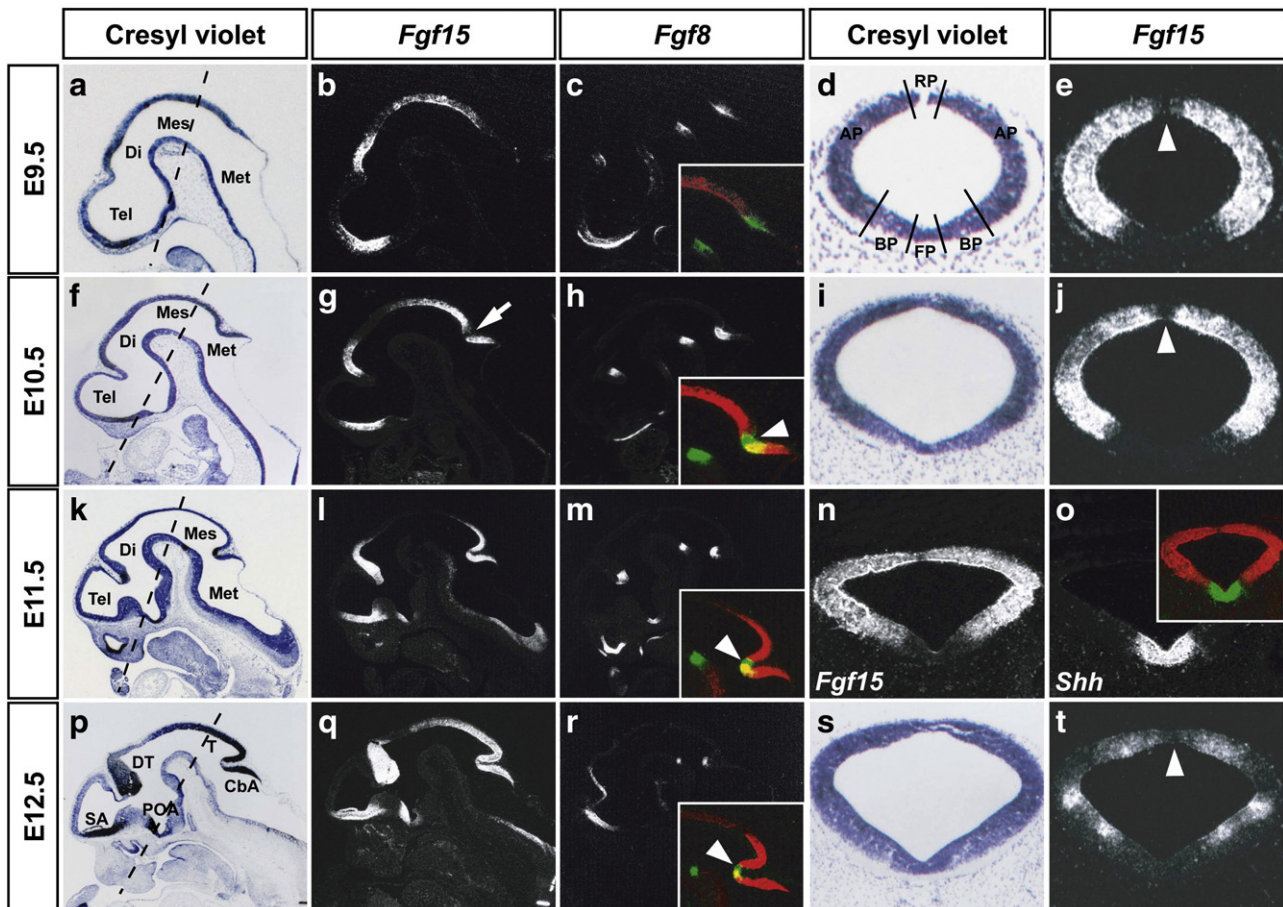 Cresyl violet
Fgf15
Fgf8
Cresyl violet
Fgf15
E9.5
a
Mes
Di
Met
Tel
b
c
d
RP
AP
AP
BP
FP
BP
e
E10.5
f
Mes
Di
Met
Tel
g
h
i
j
E11.5
k
Mes
Di
Tel
Met
l
m
n
Fgf15
o
Shh
E12.5
p
T
DT
CbA
POA
SA
q
r
s
t